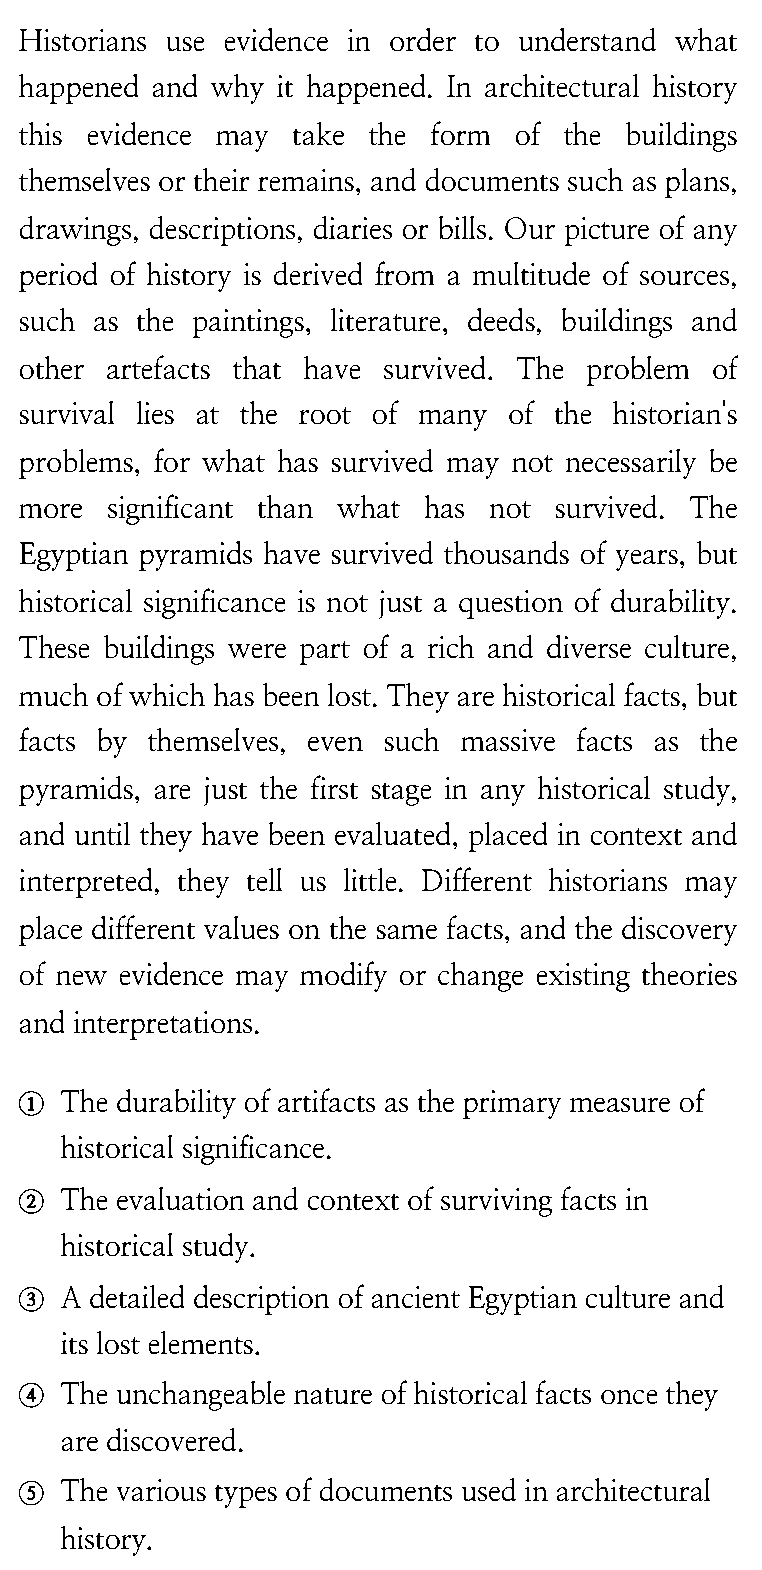 Historians use evidence in order to understand what
happened and why it happened. In architectural history
this evidence may take the form of the buildings
themselves or their remains, and documents such as plans,
drawings, descriptions, diaries or bills. Our picture of any
period of history is derived from a multitude of sources,
such as the paintings, literature, deeds, buildings and
other artefacts that have survived. The problem of
survival lies at the root of many of the historian's
problems, for what has survived may not necessarily be
more significant than what has not survived. The
Egyptian pyramids have survived thousands of years, but
historical significance is not just a question of durability.
These buildings were part of a rich and diverse culture,
much of which has been lost. They are historical facts, but
facts by themselves, even such massive facts as the
pyramids, are just the first stage in any historical study,
and until they have been evaluated, placed in context and
interpreted, they tell us little. Different historians may
place different values on the same facts, and the discovery
of new evidence may modify or change existing theories
and interpretations.
① The durability of artifacts as the primary measure of
historical significance.
② The evaluation and context of surviving facts in
historical study.
③ A detailed description of ancient Egyptian culture and
its lost elements.
④ The unchangeable nature of historical facts once they
are discovered.
⑤ The various types of documents used in architectural
history.